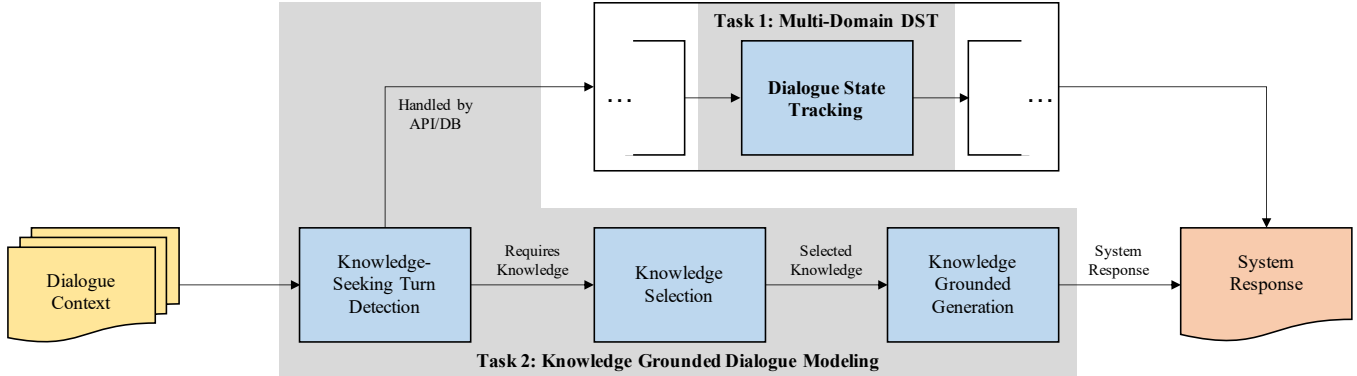 Task 1: Multi-Domain DST
...
Dialogue State
Tracking
...
Handled by
API/DB
Dialogue
Context
Knowledge-
Seeking Turn
Detection
Requires
Knowledge
Knowledge
Selection
Selected
Knowledge
Knowledge
Grounded
Generation
System
Response
System
Response
Task 2: Knowledge Grounded Dialogue Modeling